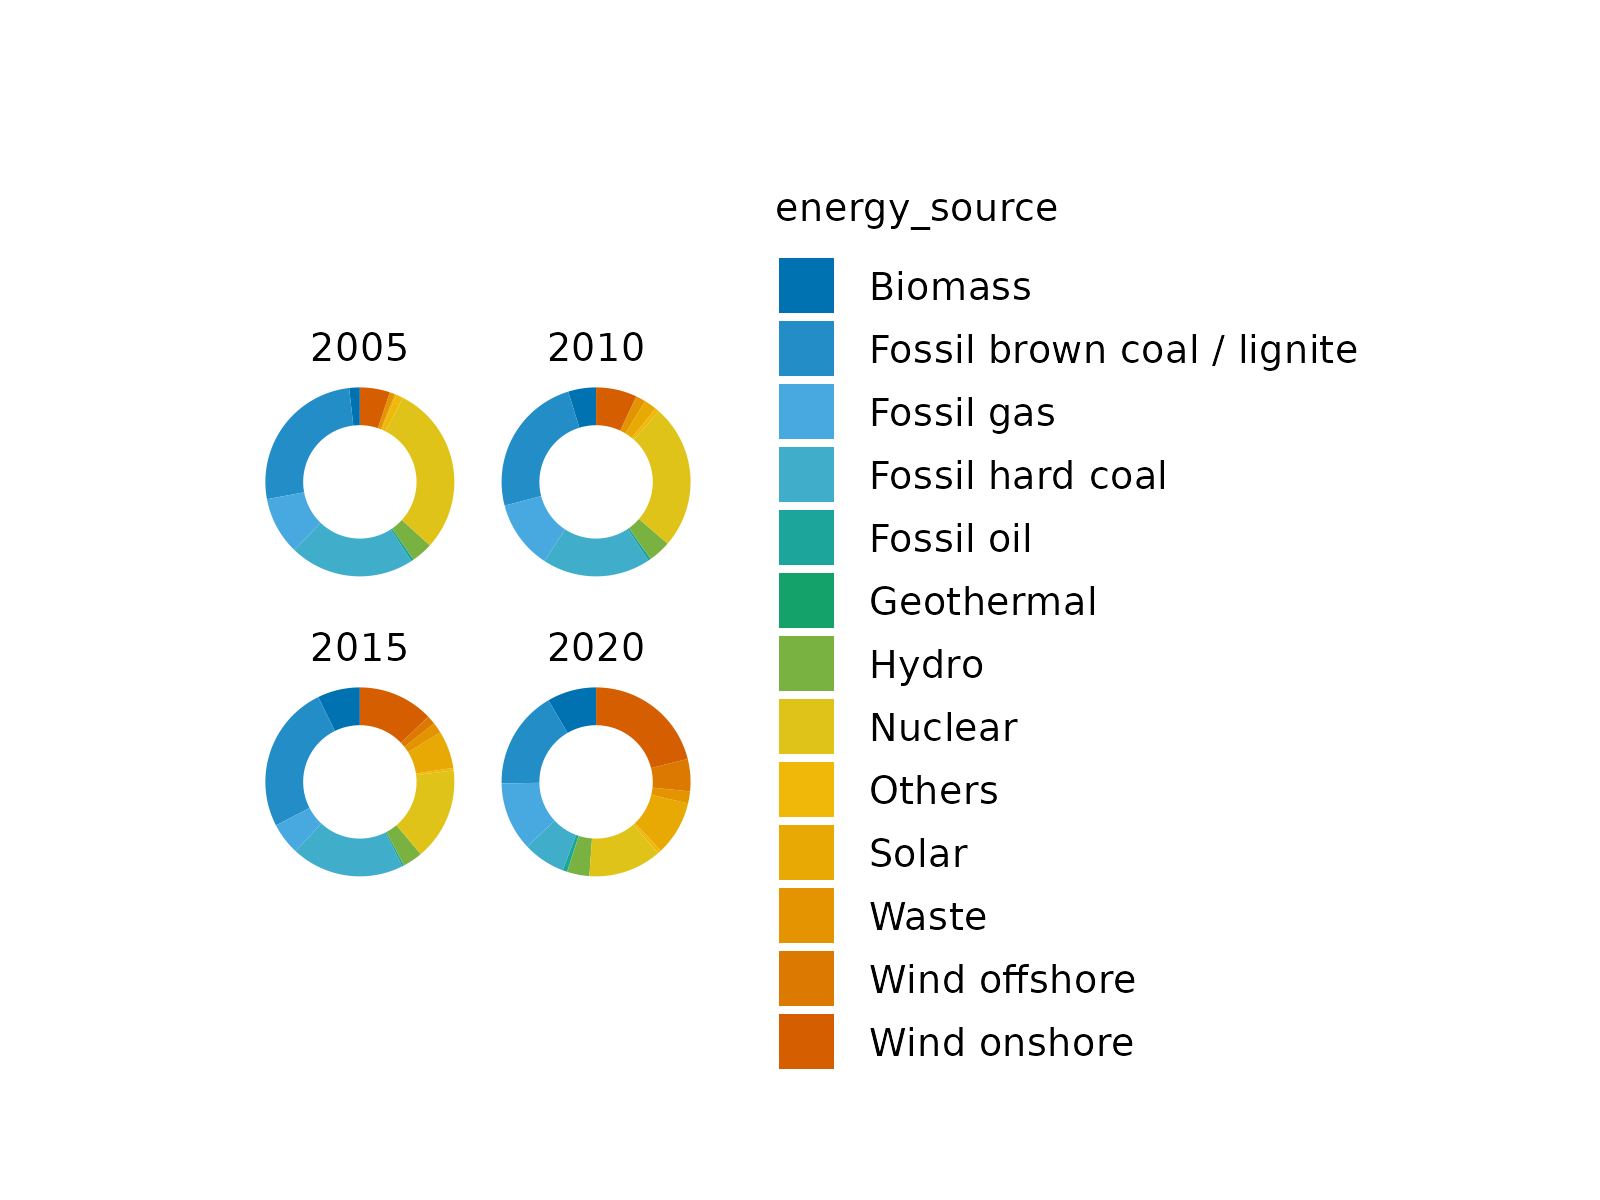 energy_source
Biomass
Fossil brown coal / lignite
Fossil gas
Fossil hard coal
Fossil oil
Geothermal
Hydro
Nuclear
Others
Solar
Waste
Wind offshore
Wind onshore
2005
2010
2015
2020